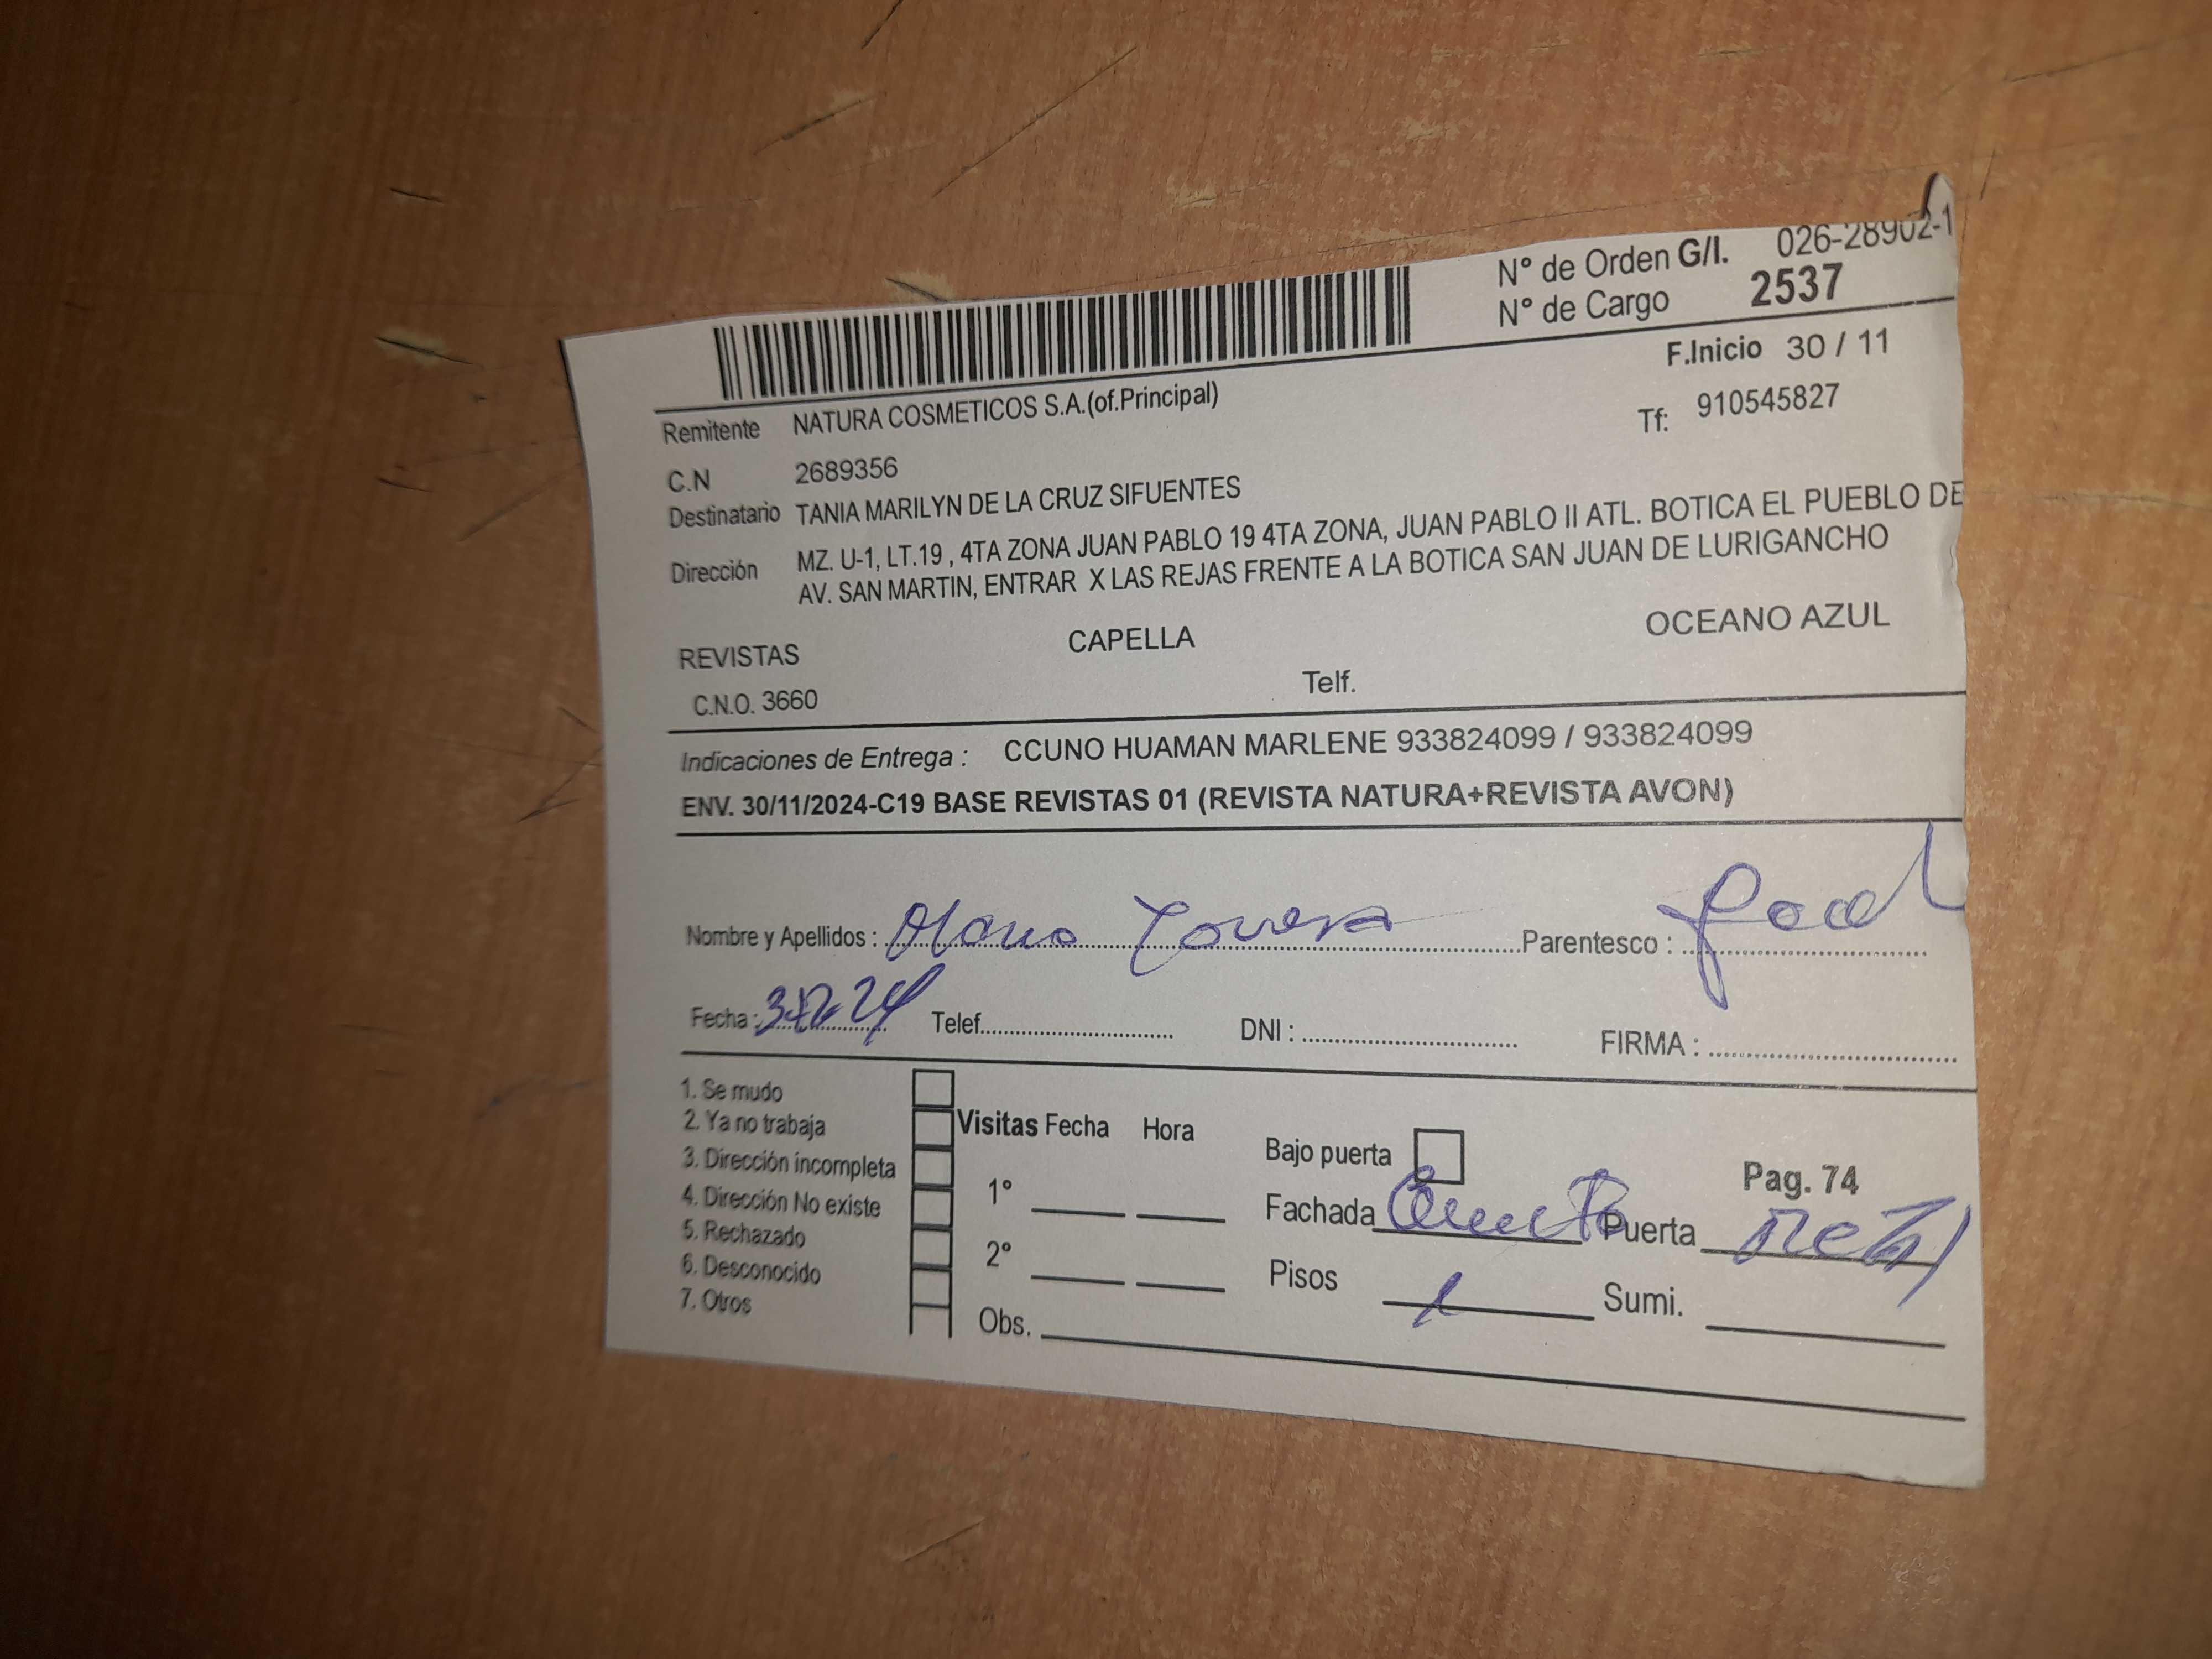 N° de Orden G/I. 026-28902-1
N° de Cargo 2537
F.Inicio 30 / 11
Remitente NATURA COSMETICOS S.A.(of.Principal)
Tf: 910545827
C.N 2689356
Destinatario TANIA MARILYN DE LA CRUZ SIFUENTES
Dirección MZ. U-1, LT.19 , 4TA ZONA JUAN PABLO 19 4TA ZONA, JUAN PABLO II ATL. BOTICA EL PUEBLO DE
AV. SAN MARTIN, ENTRAR X LAS REJAS FRENTE A LA BOTICA SAN JUAN DE LURIGANCHO
REVISTAS CAPELLA OCEANO AZUL
C.N.O. 3660 Telf.
Indicaciones de Entrega : CCUNO HUAMAN MARLENE 933824099 / 933824099
ENV. 30/11/2024-C19 BASE REVISTAS 01 (REVISTA NATURA+REVISTA AVON)
Nombre y Apellidos : Parentesco :
Fecha : Telef. DNI : FIRMA :
1. Se mudo
2. Ya no trabaja
3. Dirección incompleta
4. Dirección No existe
5. Rechazado
6. Desconocido
7. Otros
Visitas Fecha Hora
1°
2°
Obs.
Bajo puerta Pag. 74
Fachada Puerta
Pisos 1 Sumi.